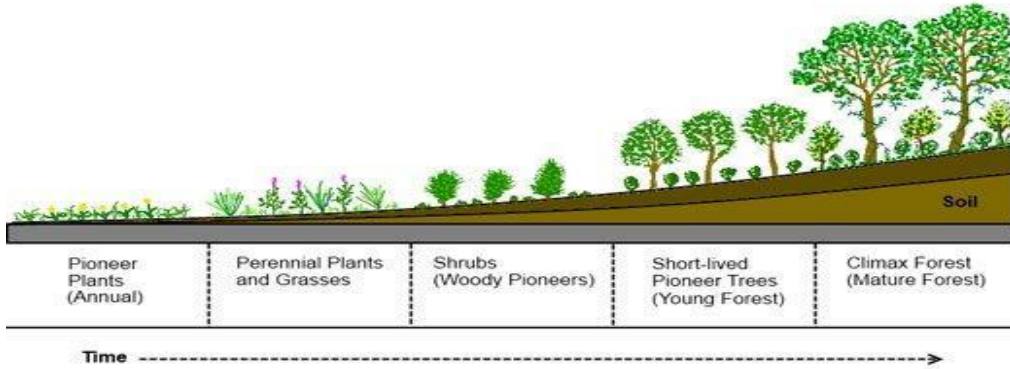 Soil
Pioneer
Plants
(Annual)
Perennial Plants
and Grasses
Shrubs
(Woody Pioneers)
Short-lived
Pioneer Trees
(Young Forest)
Climax Forest
(Mature Forest)
Time